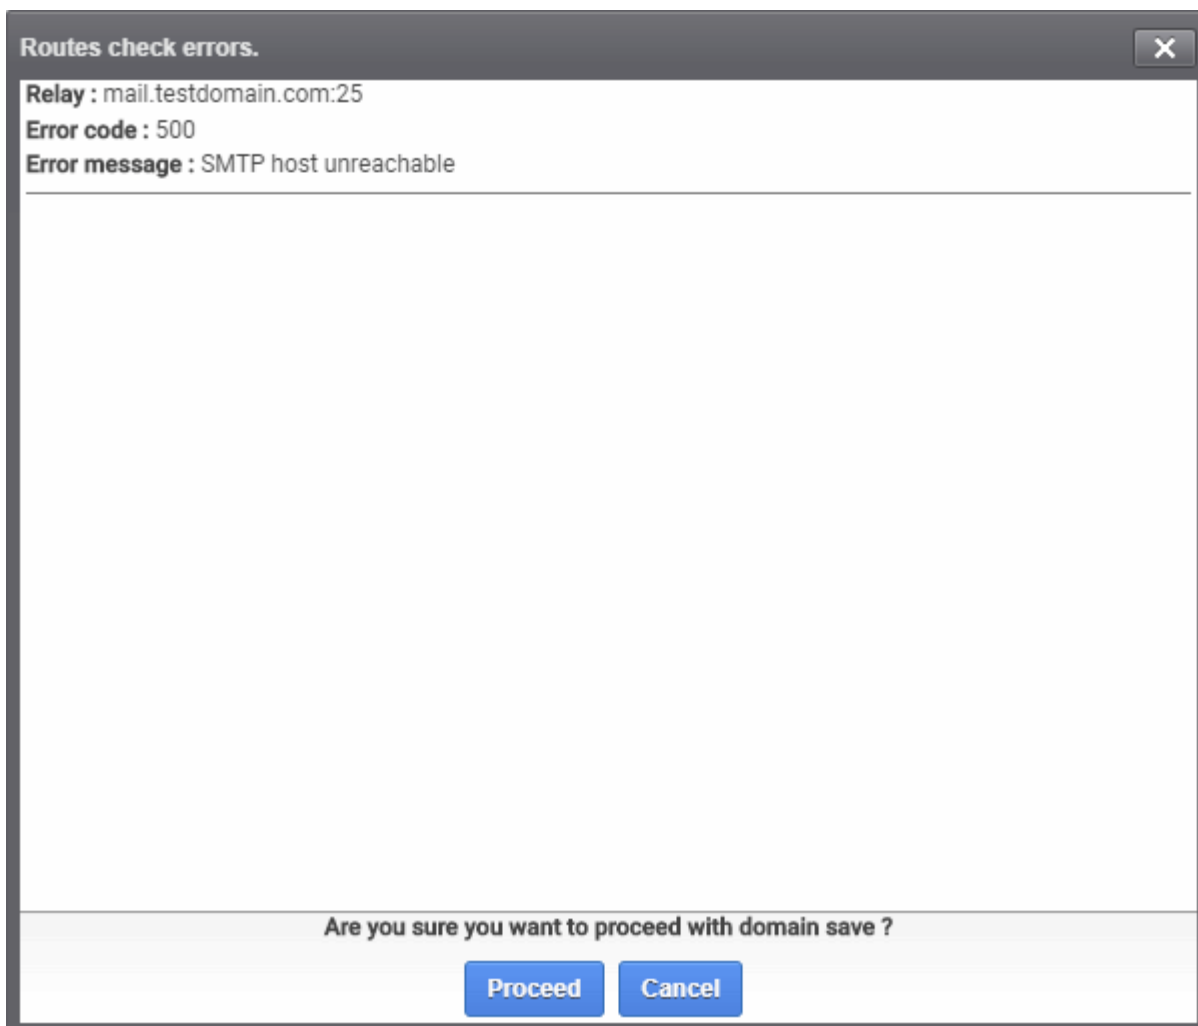 Routes check errors.
Relay : mail.testdomain.com:25
Error code : 500
Error message : SMTP host unreachable
Are you sure you want to proceed with domain save ?
Proceed Cancel